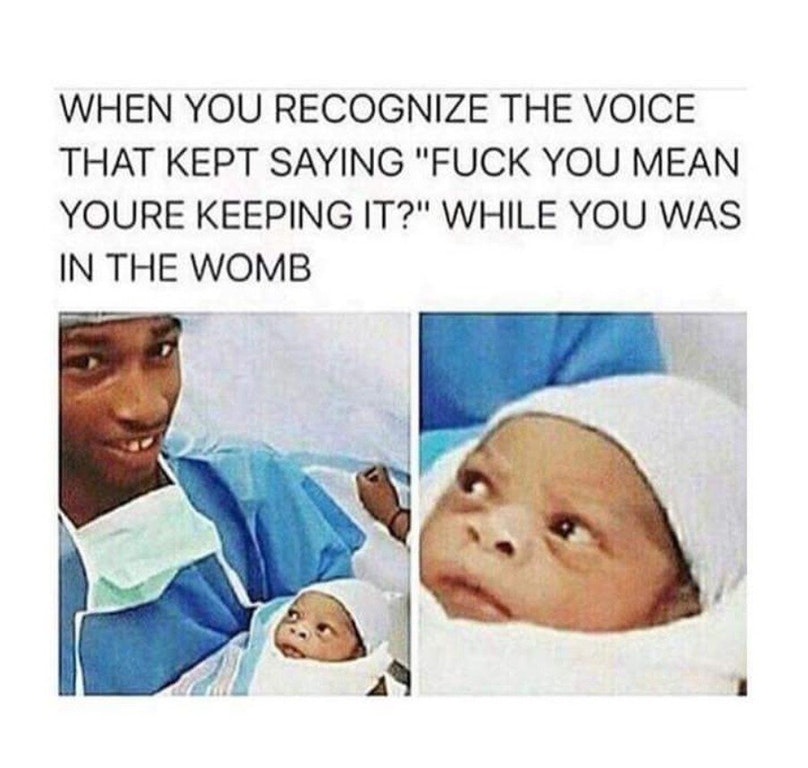 WHEN YOU RECOGNIZE THE VOICE
THAT KEPT SAYING "FUCK YOU MEAN
YOURE KEEPING IT?" WHILE YOU WAS
IN THE WOMB